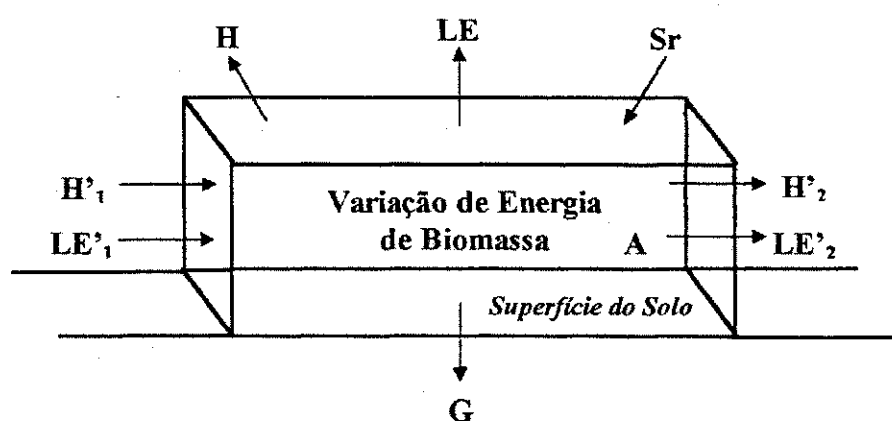 H LE Sr
H'₁ Variação de Energia H'₂
LE'₁ de Biomassa A LE'₂
Superfície do Solo
G